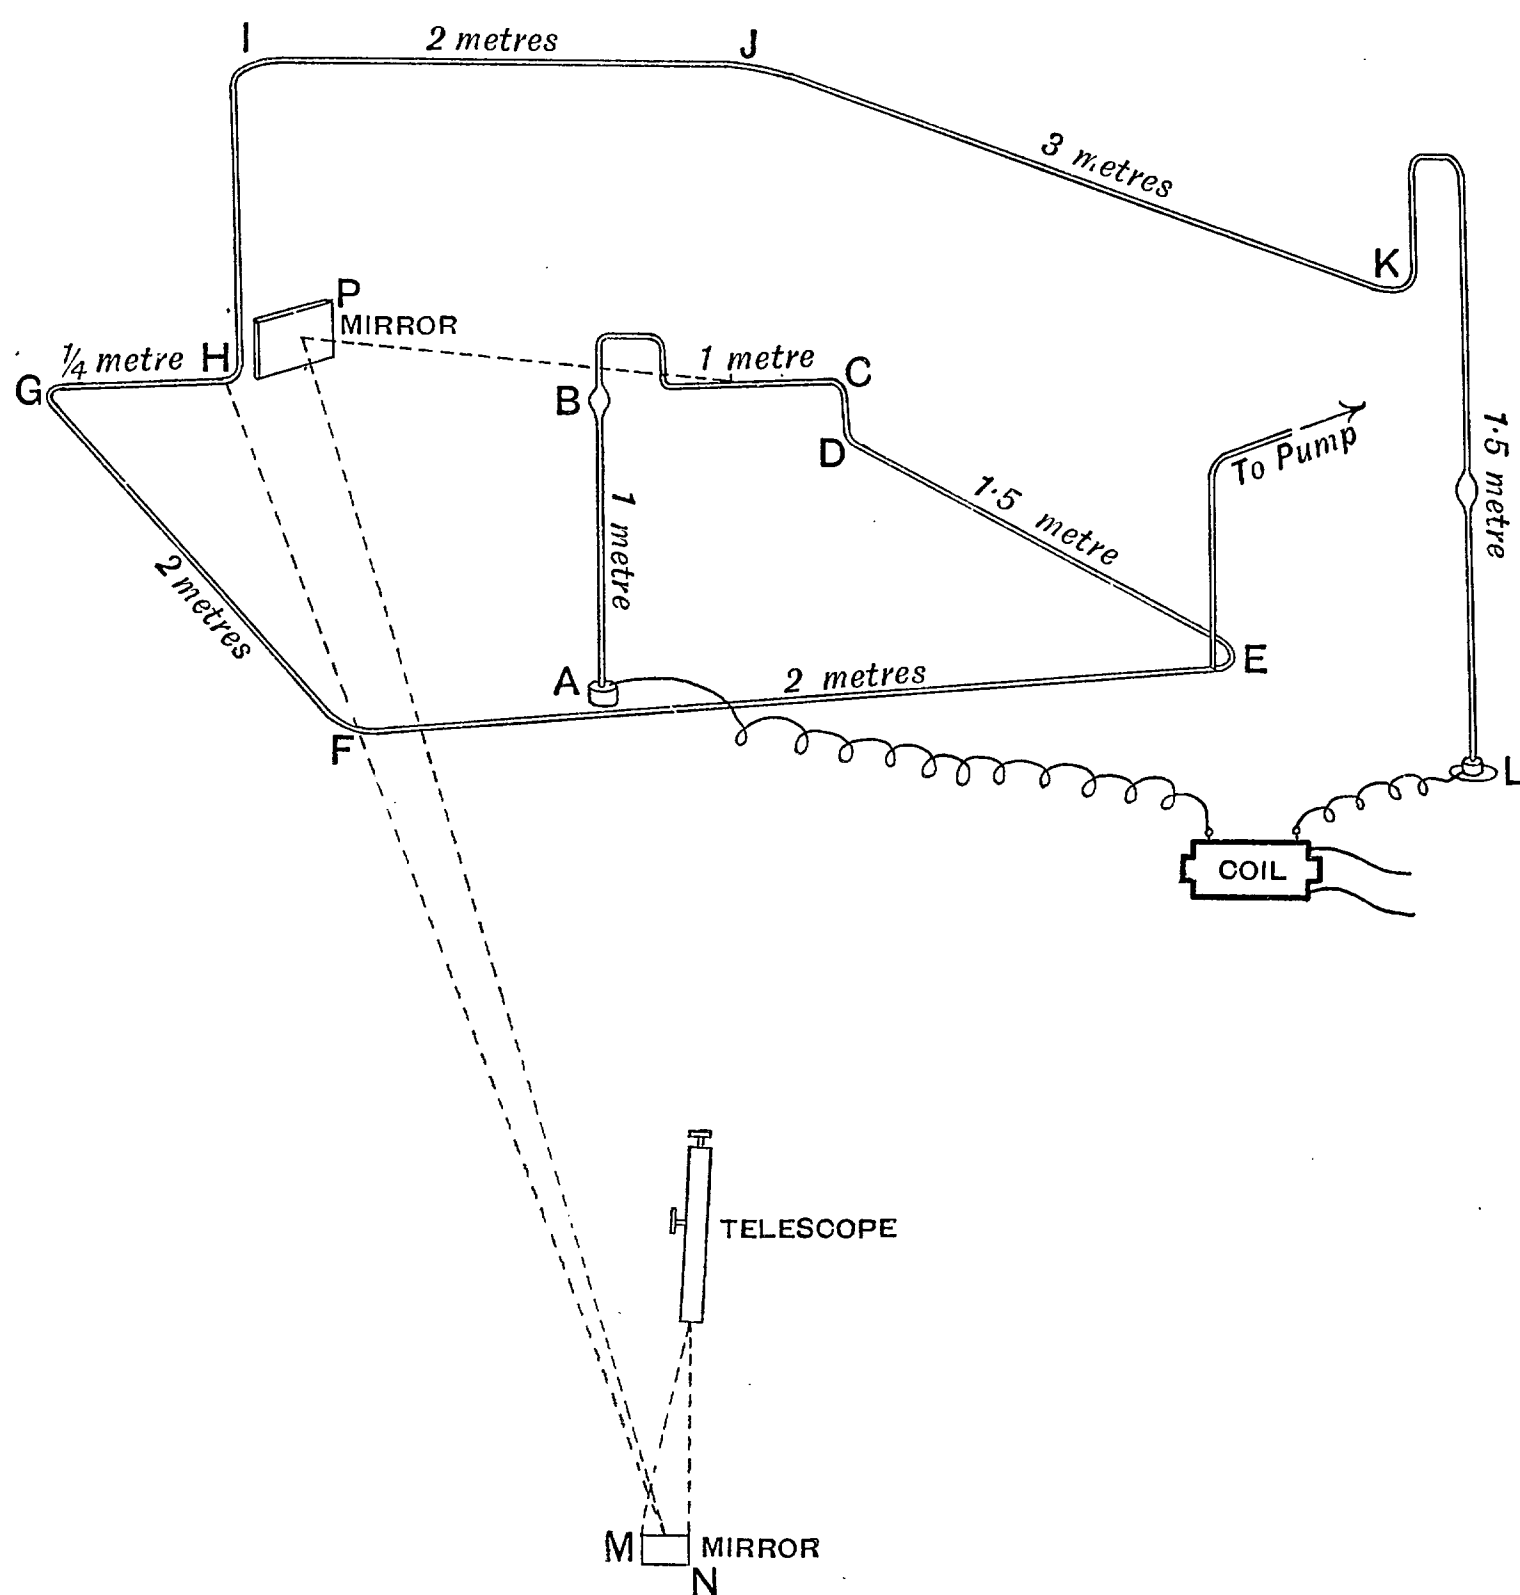 I
2 metres
J
3 metres
K
P
MIRROR
1/4 metre
H
G
1 metre
C
B
D
To Pump
1·5 metre
1·5 metre
1 metre
2 metres
A
2 metres
E
F
L
COIL
TELESCOPE
M
MIRROR
N